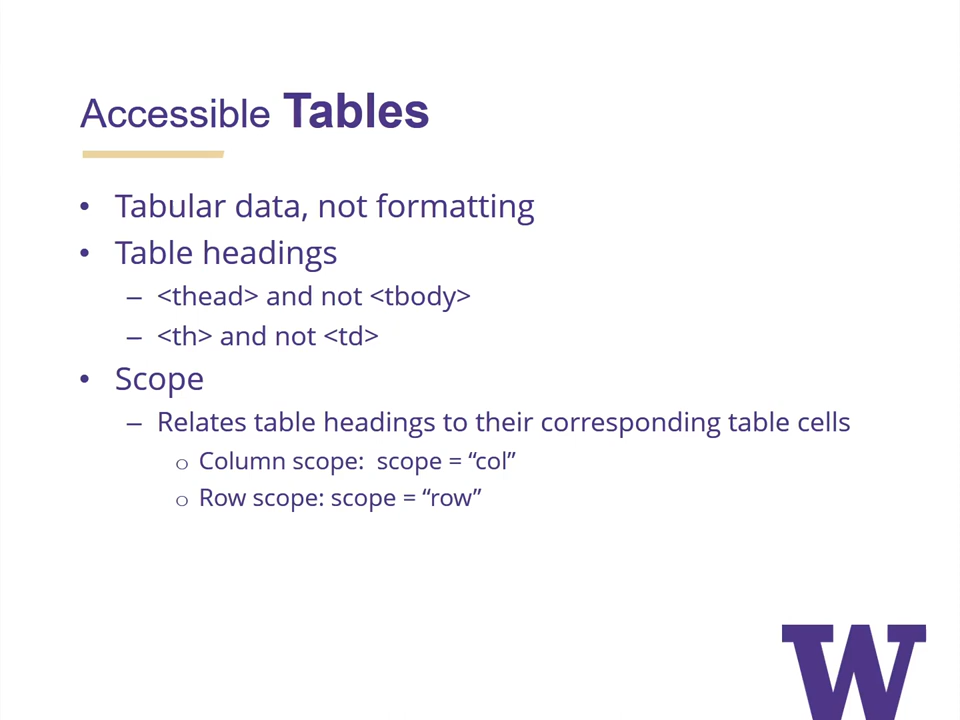 Accessible Tables
• Tabular data, not formatting
• Table headings
– <thead> and not <tbody>
– <th> and not <td>
• Scope
– Relates table headings to their corresponding table cells
o Column scope:  scope = “col”
o Row scope: scope = “row”
W